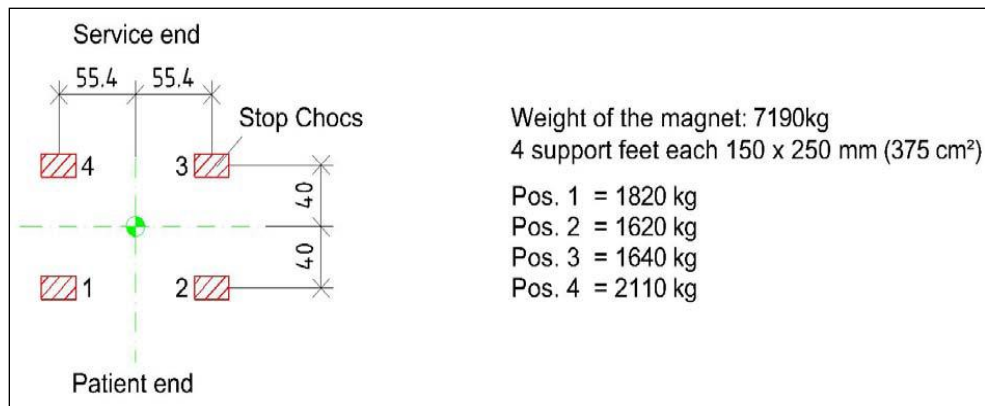 Service end
55.4 55.4
Stop Chocs
4 3
40
40
1 2
Patient end
Weight of the magnet: 7190kg
4 support feet each 150 x 250 mm (375 cm²)
Pos. 1 = 1820 kg
Pos. 2 = 1620 kg
Pos. 3 = 1640 kg
Pos. 4 = 2110 kg